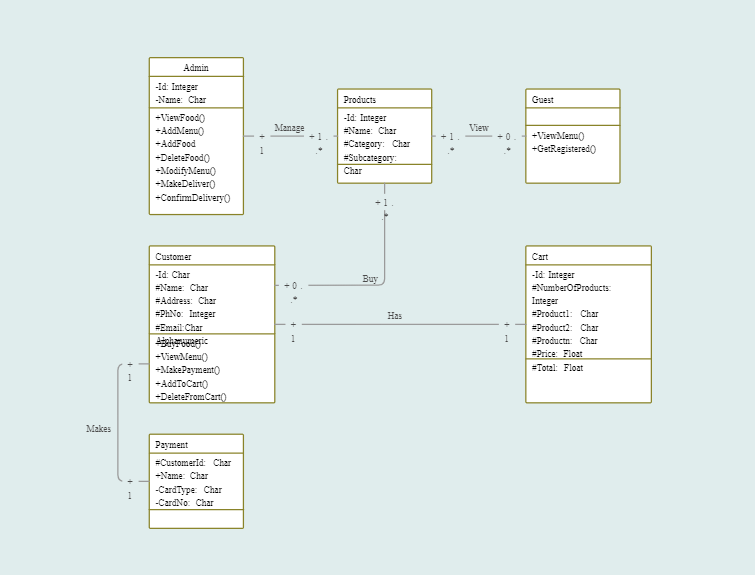 Admin
-Id: Integer
-Name: Char
+ViewFood()
+AddMenu()
+AddFood
+DeleteFood()
+ModifyMenu()
+MakeDeliver()
+ConfirmDelivery()
+
1
Manage
+ 1 .
.*
Products
-Id: Integer
#Name: Char
#Category: Char
#Subcategory:
Char
+ 1 .
.*
View
+ 0 .
.*
Guest
+ViewMenu()
+GetRegistered()
+ 1 .
.*
Buy
+ 0 .
.*
Customer
-Id: Char
#Name: Char
#Address: Char
#PhNo: Integer
#Email:Char
Alphanumeric
+BuyFood()
+ViewMenu()
+MakePayment()
+AddToCart()
+DeleteFromCart()
+
1
Has
+
1
Cart
-Id: Integer
#NumberOfProducts:
Integer
#Product1: Char
#Product2: Char
#Productn: Char
#Price: Float
#Total: Float
+
1
Makes
+
1
Payment
#CustomerId: Char
+Name: Char
-CardType: Char
-CardNo: Char